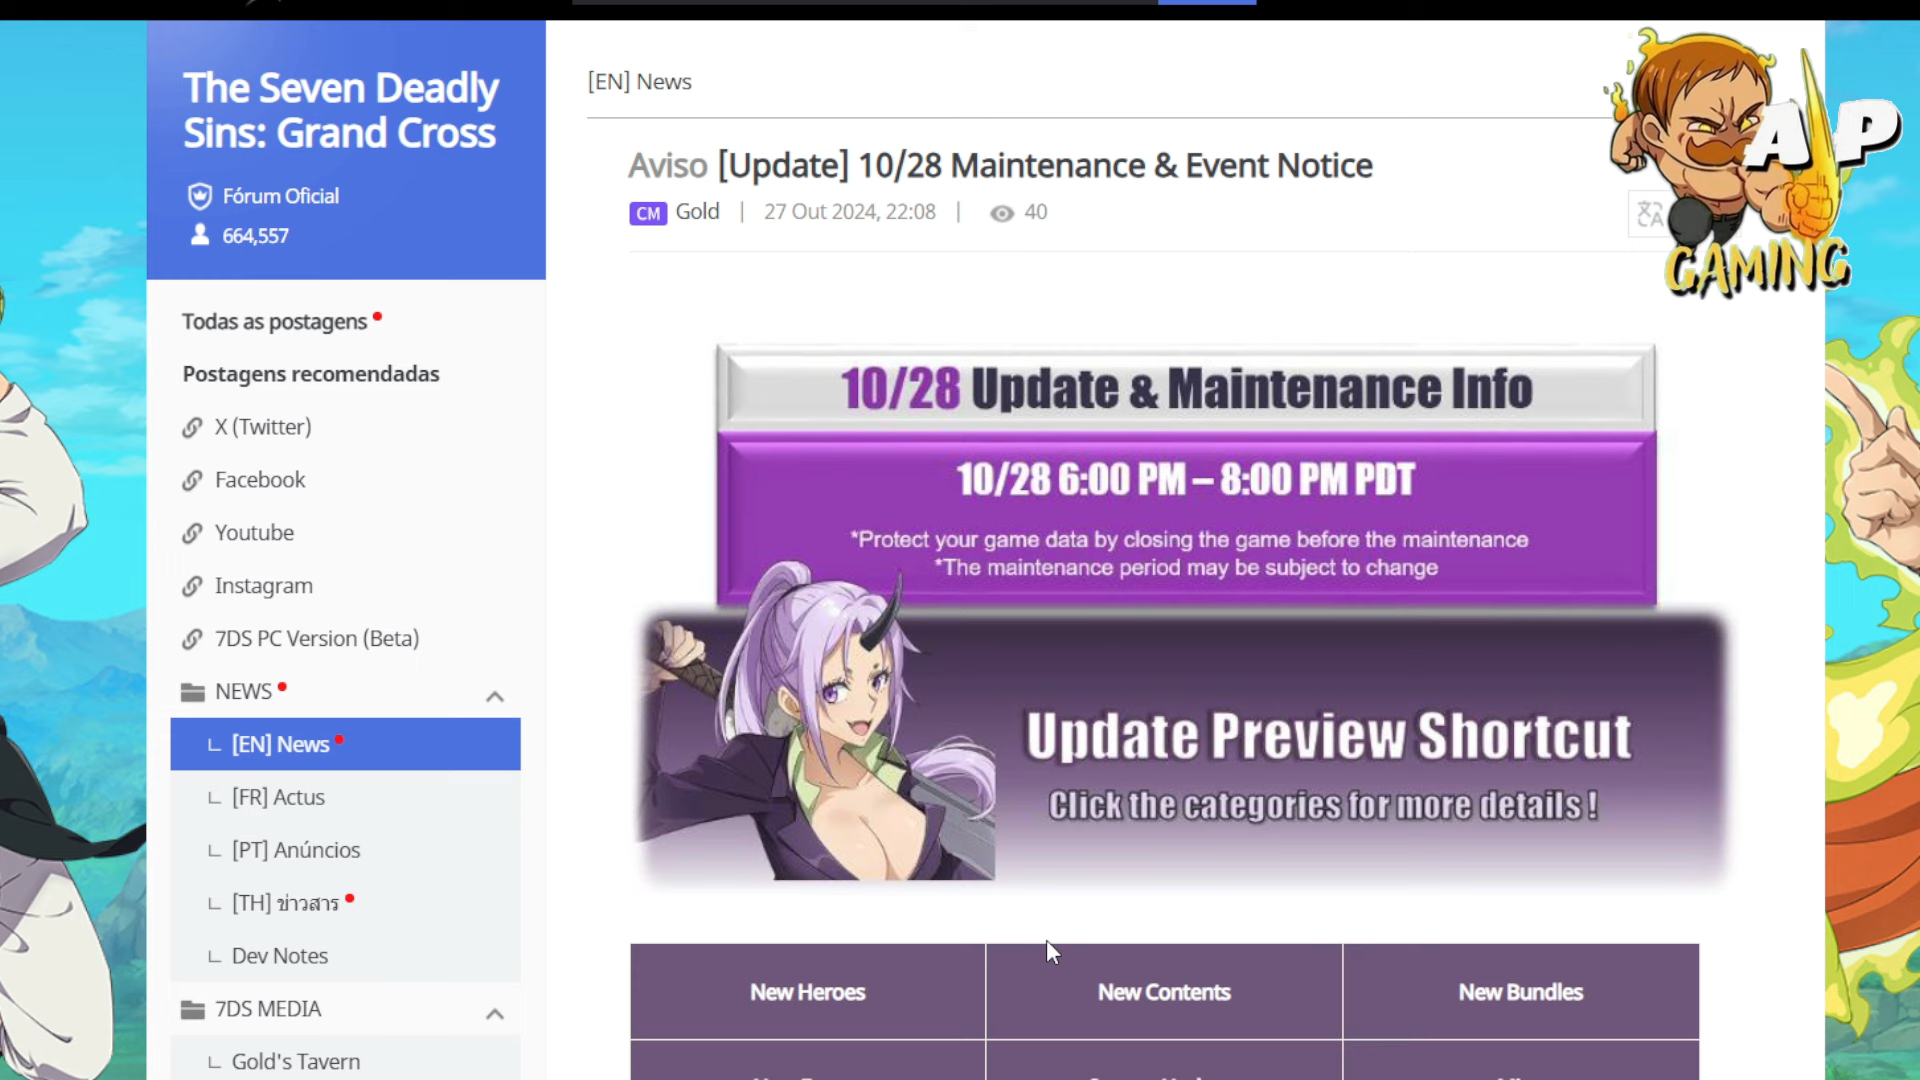 The Seven Deadly
Sins: Grand Cross
Fórum Oficial
664,557
Todas as postagens
Postagens recomendadas
X (Twitter)
Facebook
Youtube
Instagram
7DS PC Version (Beta)
NEWS
[EN] News
[FR] Actus
[PT] Anúncios
[TH] ข่าวสาร
Dev Notes
7DS MEDIA
Gold's Tavern
[EN] News
Aviso [Update] 10/28 Maintenance & Event Notice
CM Gold | 27 Out 2024, 22:08 | 40
A P
GAMING
10/28 Update & Maintenance Info
10/28 6:00 PM – 8:00 PM PDT
*Protect your game data by closing the game before the maintenance
*The maintenance period may be subject to change
Update Preview Shortcut
Click the categories for more details !
New Heroes
New Contents
New Bundles